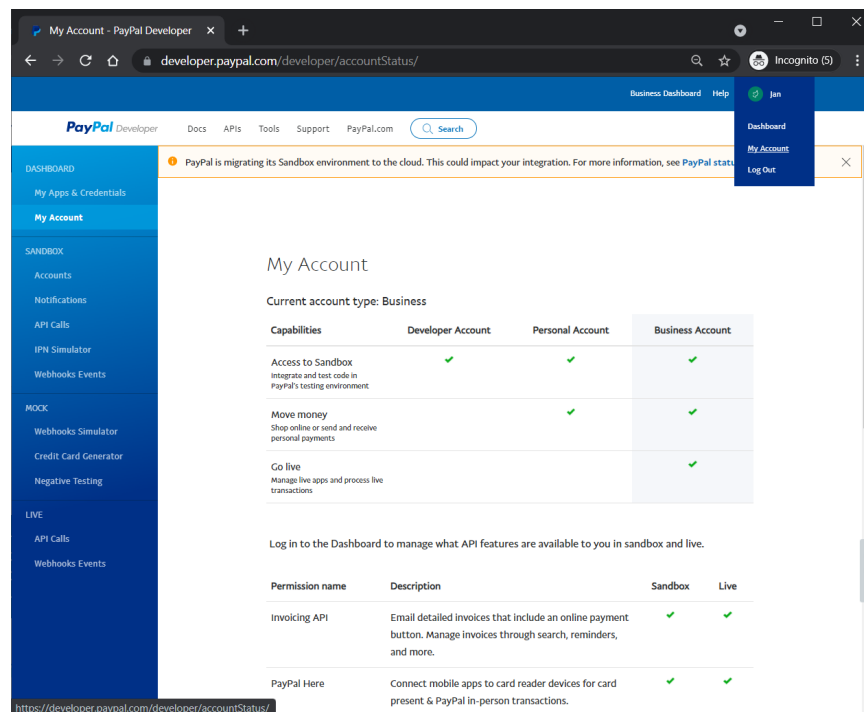 My Account - PayPal Developer
developer.paypal.com/developer/accountStatus/
Incognito (5)
Business Dashboard Help Jan
PayPal Developer Docs APIs Tools Support PayPal.com Search
Dashboard
My Account
Log Out
PayPal is migrating its Sandbox environment to the cloud. This could impact your integration. For more information, see PayPal statu
DASHBOARD
My Apps & Credentials
My Account
SANDBOX
Accounts
Notifications
API Calls
IPN Simulator
Webhooks Events
MOCK
Webhooks Simulator
Credit Card Generator
Negative Testing
LIVE
API Calls
Webhooks Events
My Account
Current account type: Business
Capabilities Developer Account Personal Account Business Account
Access to Sandbox
Integrate and test code in
PayPal's testing environment
Move money
Shop online or send and receive
personal payments
Go live
Manage live apps and process live
transactions
Log in to the Dashboard to manage what API features are available to you in sandbox and live.
Permission name Description Sandbox Live
Invoicing API Email detailed invoices that include an online payment
button. Manage invoices through search, reminders,
and more.
PayPal Here Connect mobile apps to card reader devices for card
present & PayPal in-person transactions.
https://developer.paypal.com/developer/accountStatus/